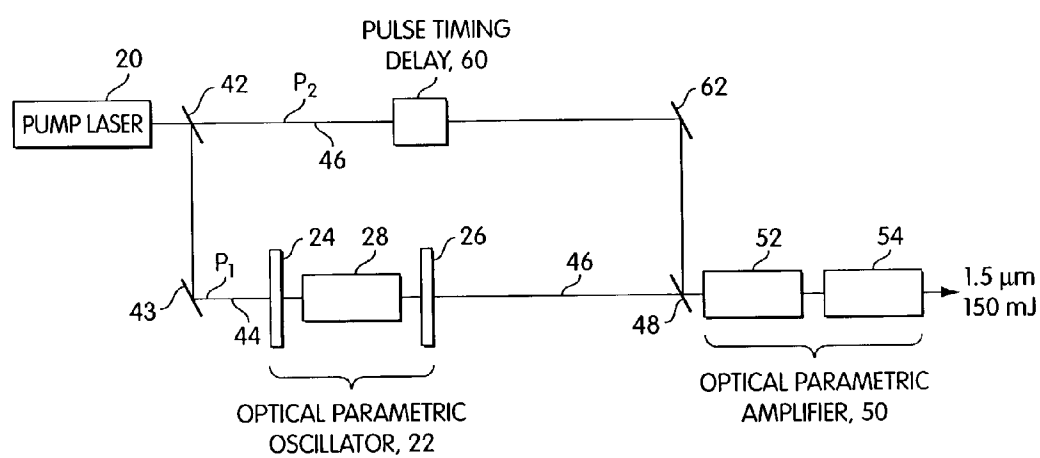 PULSE TIMING
DELAY, 60
20
42
P2
62
PUMP LASER
46
24
28
26
52
54
P1
46
1.5 μm
150 mJ
43
44
48
OPTICAL PARAMETRIC
OSCILLATOR, 22
OPTICAL PARAMETRIC
AMPLIFIER, 50